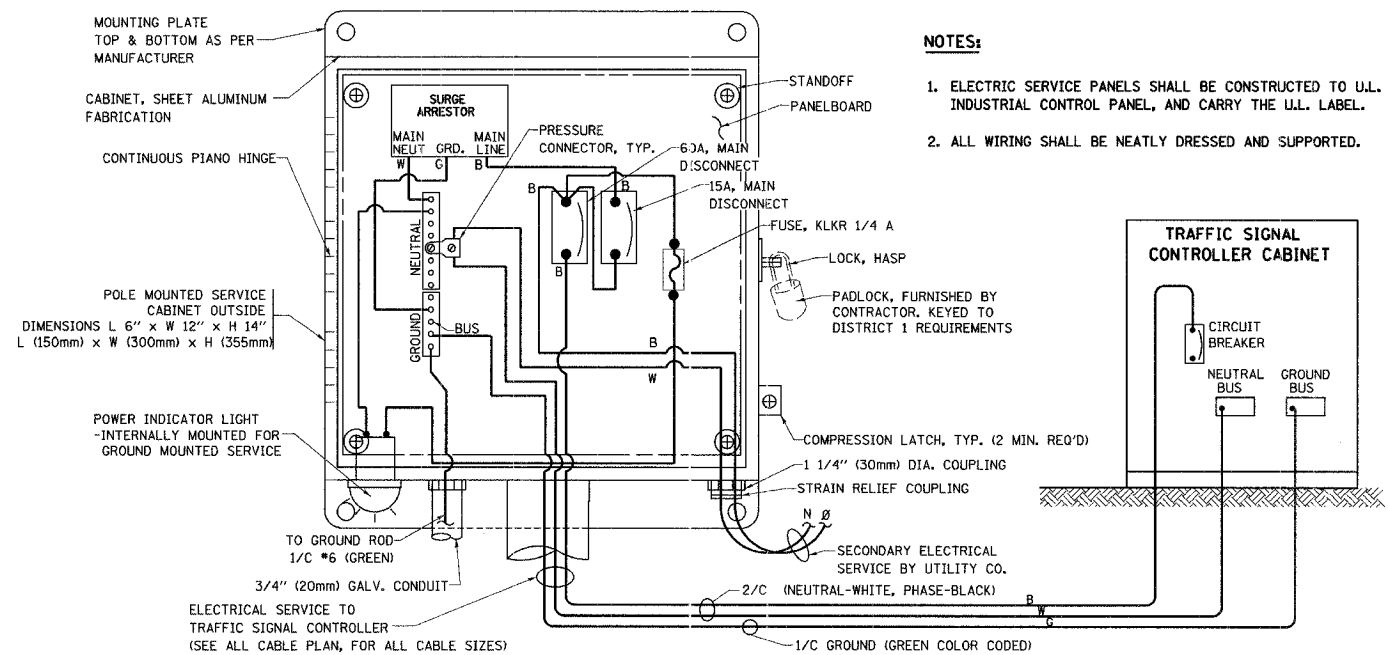 MOUNTING PLATE
TOP & BOTTOM AS PER
MANUFACTURER
CABINET, SHEET ALUMINUM
FABRICATION
CONTINUOUS PIANO HINGE
POLE MOUNTED SERVICE
CABINET OUTSIDE
DIMENSIONS L 6" x W 12" x H 14"
L (150mm) x W (300mm) x H (355mm)
POWER INDICATOR LIGHT
-INTERNALLY MOUNTED FOR
GROUND MOUNTED SERVICE
SURGE
ARRESTOR
MAIN
NEUT
GRD.
MAIN
LINE
W
G
B
PRESSURE
CONNECTOR, TYP.
NEUTRAL
GROUND
BUS
B
B
B
B
W
STANDOFF
PANELBOARD
60A, MAIN
DISCONNECT
15A, MAIN
DISCONNECT
FUSE, KLKR 1/4 A
LOCK, HASP
PADLOCK, FURNISHED BY
CONTRACTOR. KEYED TO
DISTRICT 1 REQUIREMENTS
COMPRESSION LATCH, TYP. (2 MIN. REQ'D)
1 1/4" (30mm) DIA. COUPLING
STRAIN RELIEF COUPLING
N Ø
SECONDARY ELECTRICAL
SERVICE BY UTILITY CO.
TO GROUND ROD
1/C #6 (GREEN)
3/4" (20mm) GALV. CONDUIT
ELECTRICAL SERVICE TO
TRAFFIC SIGNAL CONTROLLER
(SEE ALL CABLE PLAN, FOR ALL CABLE SIZES)
2/C (NEUTRAL-WHITE, PHASE-BLACK)
B
W
G
1/C GROUND (GREEN COLOR CODED)
NOTES:
1. ELECTRIC SERVICE PANELS SHALL BE CONSTRUCTED TO U.L.
INDUSTRIAL CONTROL PANEL, AND CARRY THE U.L. LABEL.
2. ALL WIRING SHALL BE NEATLY DRESSED AND SUPPORTED.
TRAFFIC SIGNAL
CONTROLLER CABINET
CIRCUIT
BREAKER
NEUTRAL
BUS
GROUND
BUS